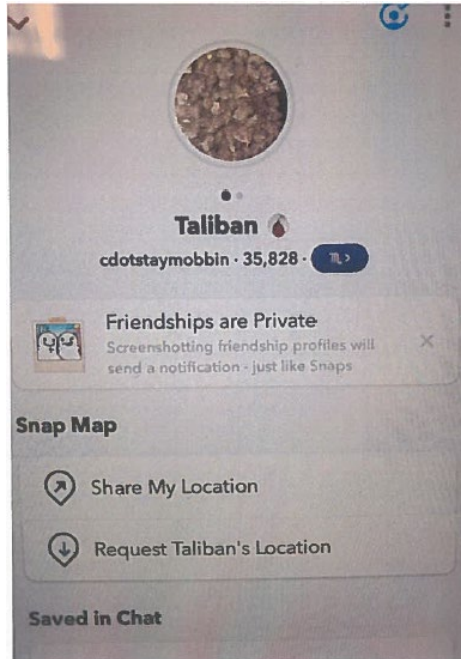 Taliban 🩸
cdotstaymobbin · 35,828 · ♏ >
Friendships are Private
Screenshotting friendship profiles will
send a notification - just like Snaps
Snap Map
Share My Location
Request Taliban's Location
Saved in Chat